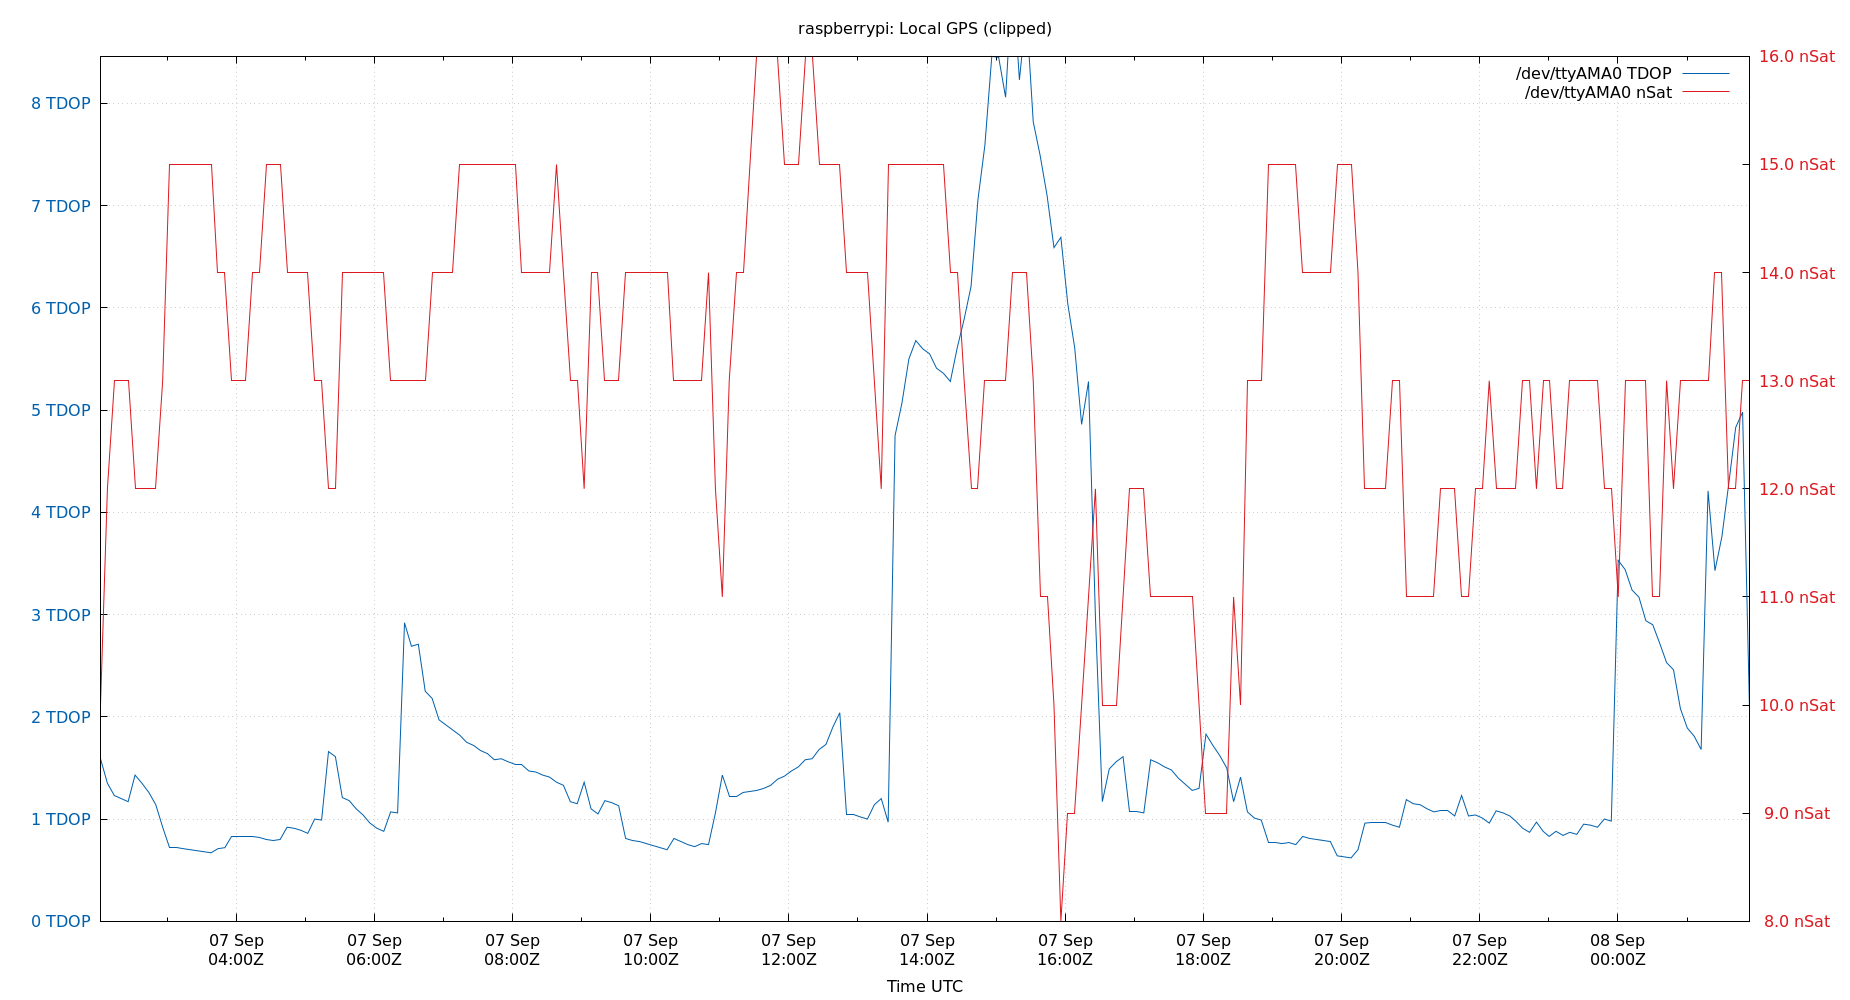 raspberrypi: Local GPS (clipped)
/dev/ttyAMA0 TDOP
/dev/ttyAMA0 nSat
8 TDOP
7 TDOP
6 TDOP
5 TDOP
4 TDOP
3 TDOP
2 TDOP
1 TDOP
0 TDOP
16.0 nSat
15.0 nSat
14.0 nSat
13.0 nSat
12.0 nSat
11.0 nSat
10.0 nSat
9.0 nSat
8.0 nSat
07 Sep
04:00Z
07 Sep
06:00Z
07 Sep
08:00Z
07 Sep
10:00Z
07 Sep
12:00Z
07 Sep
14:00Z
07 Sep
16:00Z
07 Sep
18:00Z
07 Sep
20:00Z
07 Sep
22:00Z
08 Sep
00:00Z
Time UTC